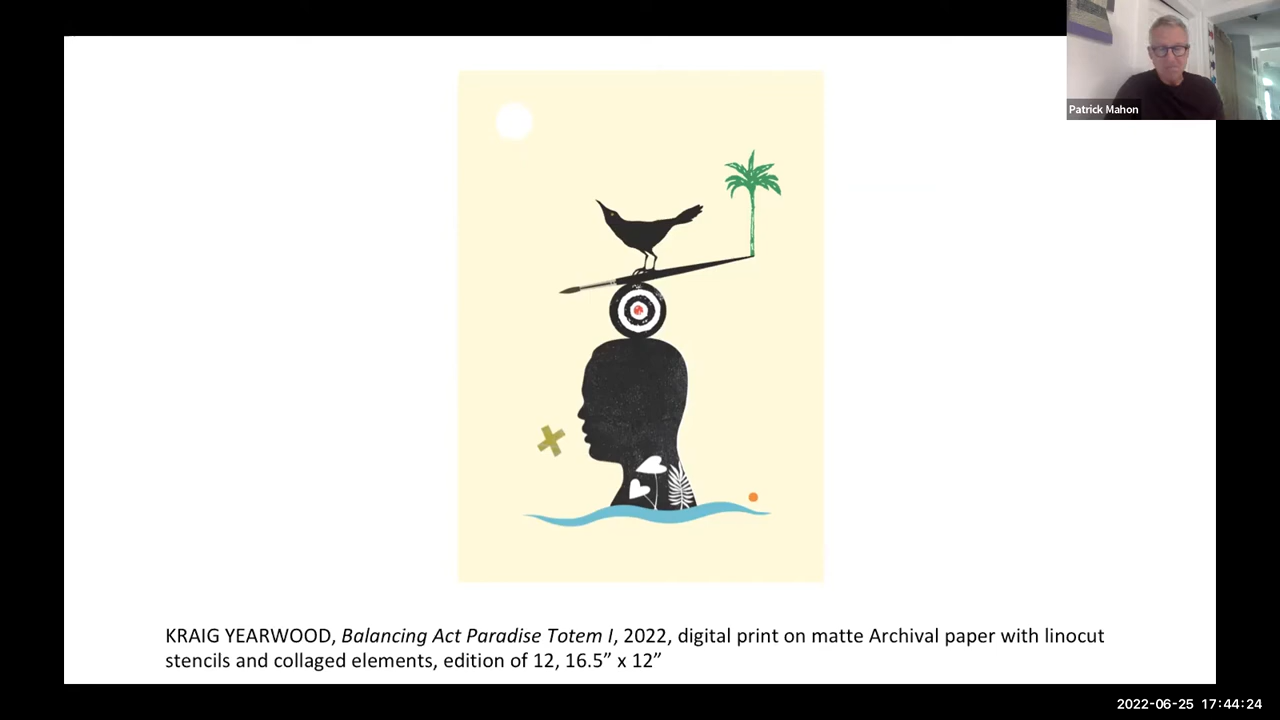 Patrick Mahon
KRAIG YEARWOOD, Balancing Act Paradise Totem I, 2022, digital print on matte Archival paper with linocut
stencils and collaged elements, edition of 12, 16.5” x 12”
2022-06-25 17:44:24